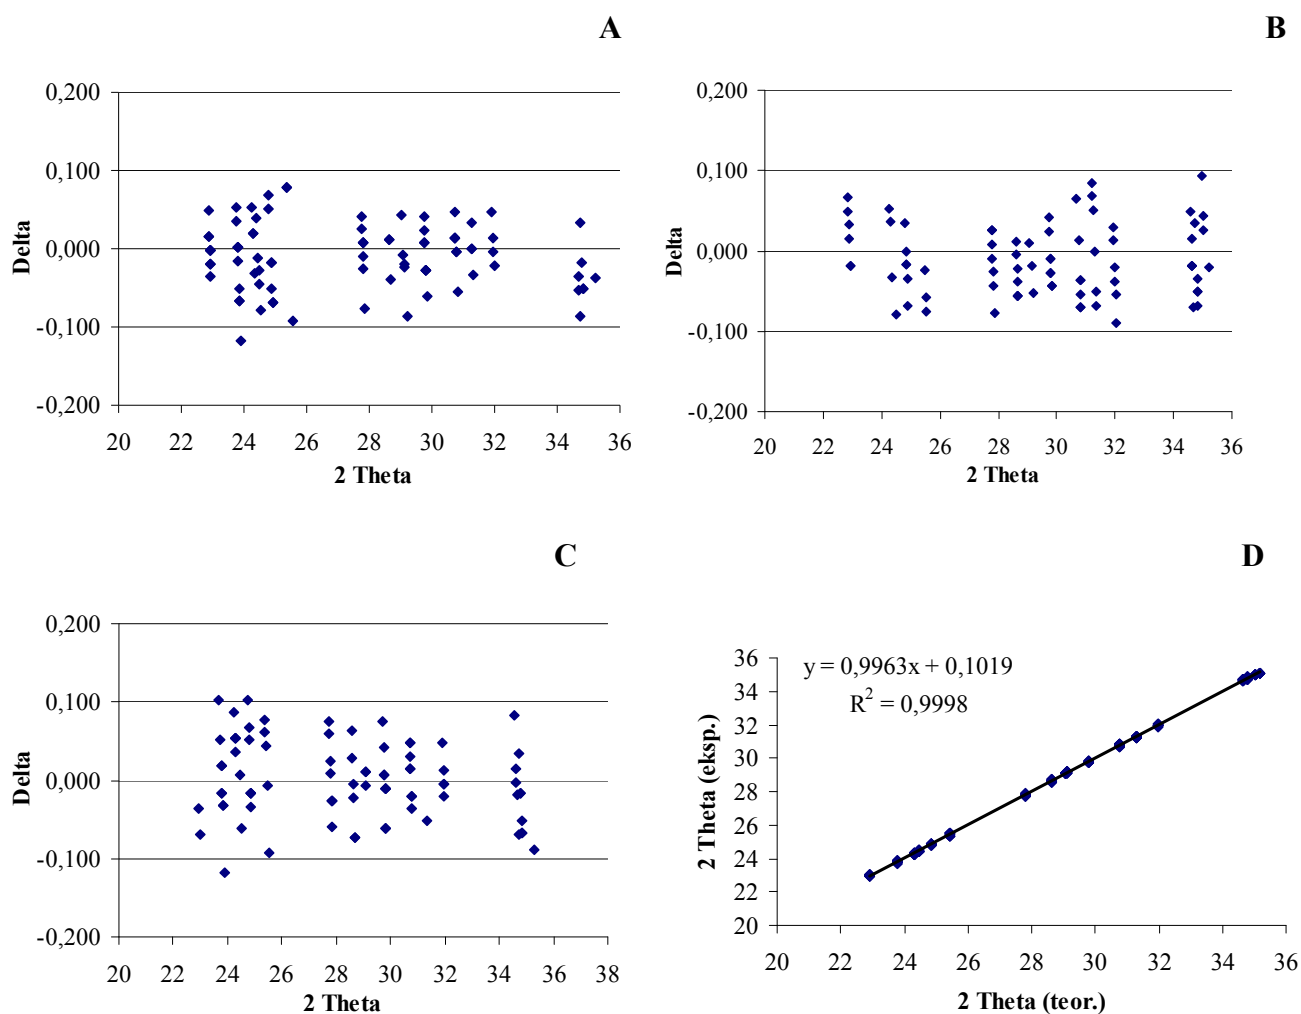 A
0,200
0,100
0,000
-0,100
-0,200
Delta
20 22 24 26 28 30 32 34 36
2 Theta
B
0,200
0,100
0,000
-0,100
-0,200
Delta
20 22 24 26 28 30 32 34 36
2 Theta
C
0,200
0,100
0,000
-0,100
-0,200
Delta
20 22 24 26 28 30 32 34 36 38
2 Theta
D
y = 0,9963x + 0,1019
R² = 0,9998
36
34
32
30
28
26
24
22
20
2 Theta (eksp.)
20 22 24 26 28 30 32 34 36
2 Theta (teor.)